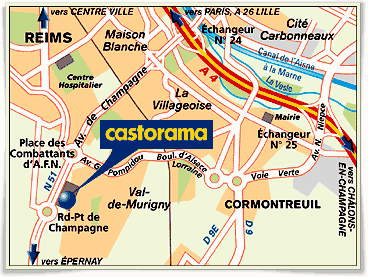 vers CENTRE VILLE
vers PARIS, A 26 LILLE
REIMS
Maison
Blanche
Échangeur
N° 24
Cité
Carbonneaux
Canal de l'Aisne
à la Marne
La Vesle
Centre
Hospitalier
A 4
Av. de Champagne
La
Villageoise
Mairie
castorama
Échangeur
N° 25
Av. N. Niepce
Place des
Combattants
d'A.F.N.
Av. G. Pompidou
Boul. d'Alsace
Lorraine
Voie Verte
vers CHÂLONS-
EN-CHAMPAGNE
N 51
Val-
de-Murigny
CORMONTREUIL
Rd-Pt de
Champagne
D 9E
D 9
vers ÉPERNAY